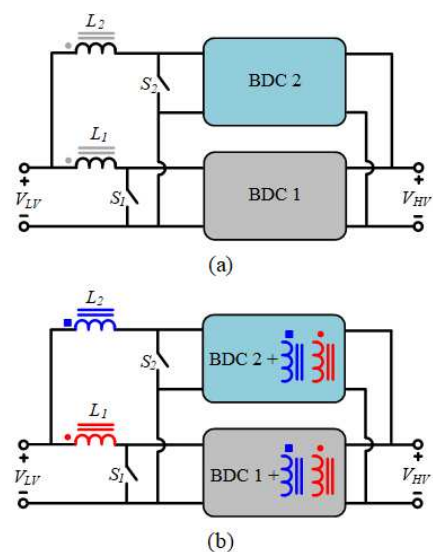 L2
S2
BDC 2
L1
+
VLV
−
S1
BDC 1
+
VHV
−
(a)
L2
S2
BDC 2 +
L1
+
VLV
−
S1
BDC 1 +
+
VHV
−
(b)